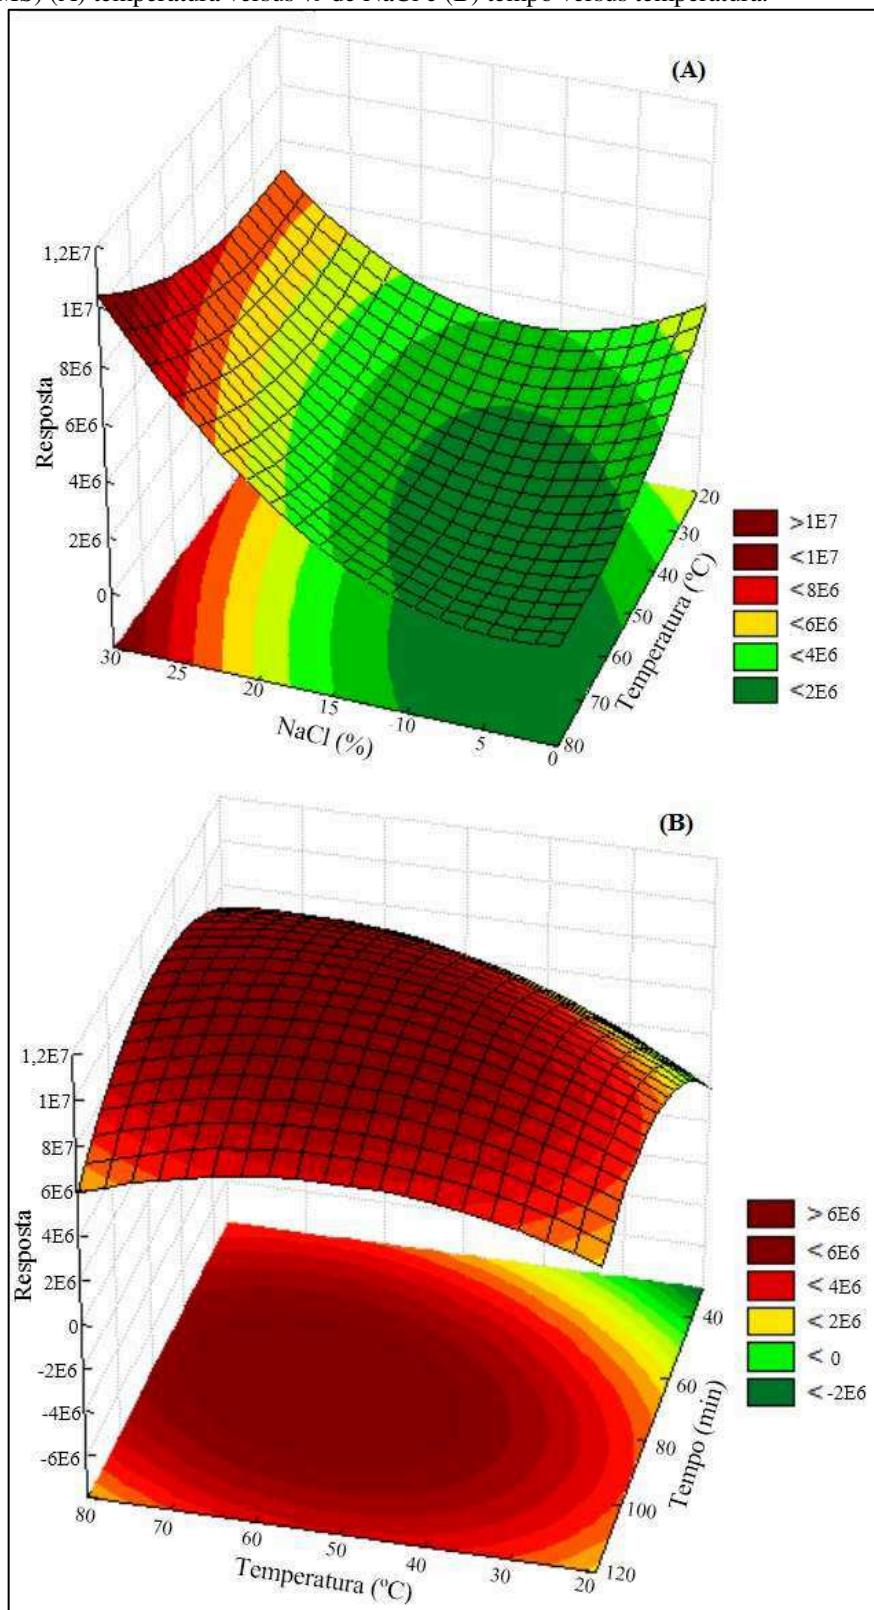 (A) temperatura versus % de NaCl e (B) tempo versus temperatura.
(A)
1,2E7
1E7
8E6
6E6
4E6
2E6
0
Resposta
30
25
20
15
-10
5
0
NaCl (%)
20
30
40
50
60
70
80
Temperatura (ºC)
>1E7
<1E7
<8E6
<6E6
<4E6
<2E6
(B)
1,2E7
1E7
8E7
6E6
4E6
2E6
0
-2E6
-4E6
-6E6
Resposta
80
70
60
50
40
30
20
Temperatura (ºC)
40
60
80
100
120
Tempo (min)
> 6E6
< 6E6
< 4E6
< 2E6
< 0
< -2E6